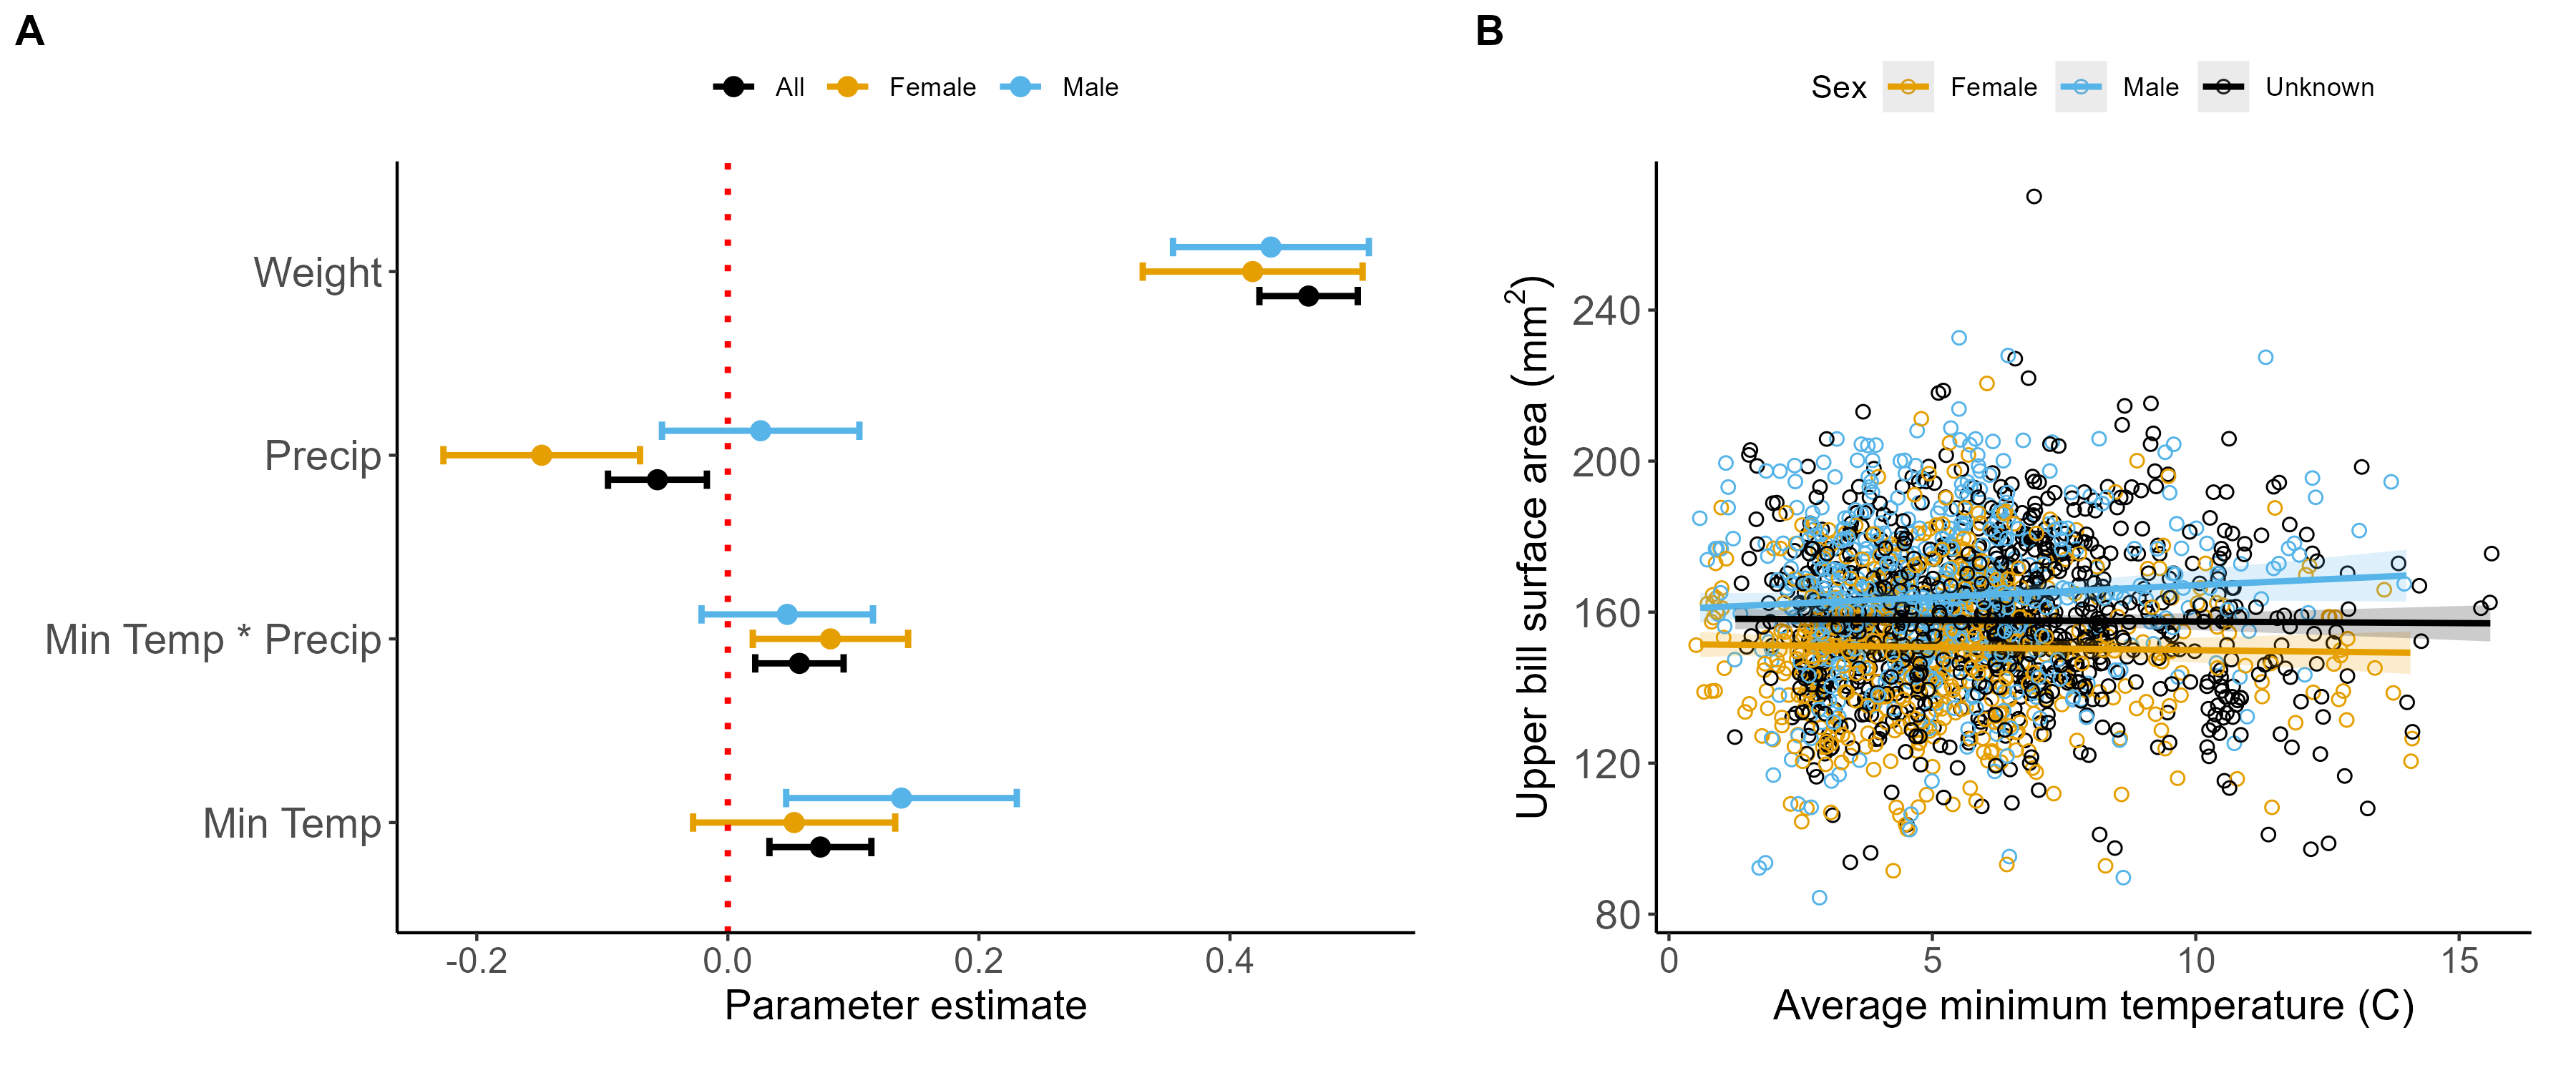 A
All Female Male
Weight
Precip
Min Temp * Precip
Min Temp
-0.2 0.0 0.2 0.4
Parameter estimate
B
Sex Female Male Unknown
Upper bill surface area (mm²)
240
200
160
120
80
0 5 10 15
Average minimum temperature (C)